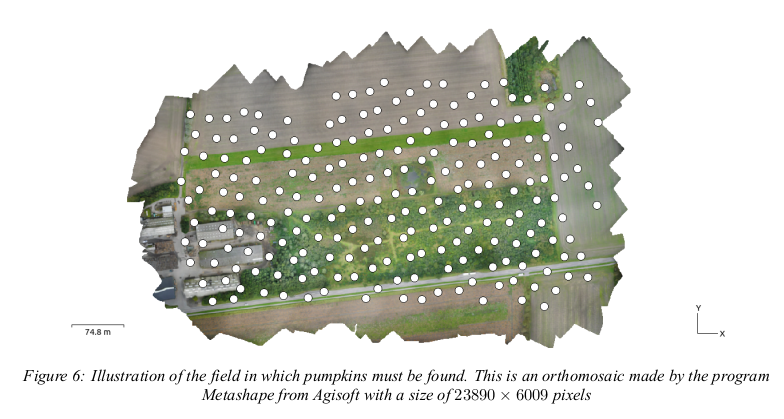 74.8 m
Y
X
Figure 6: Illustration of the field in which pumpkins must be found. This is an orthomosaic made by the program
Metashape from Agisoft with a size of 23890 × 6009 pixels